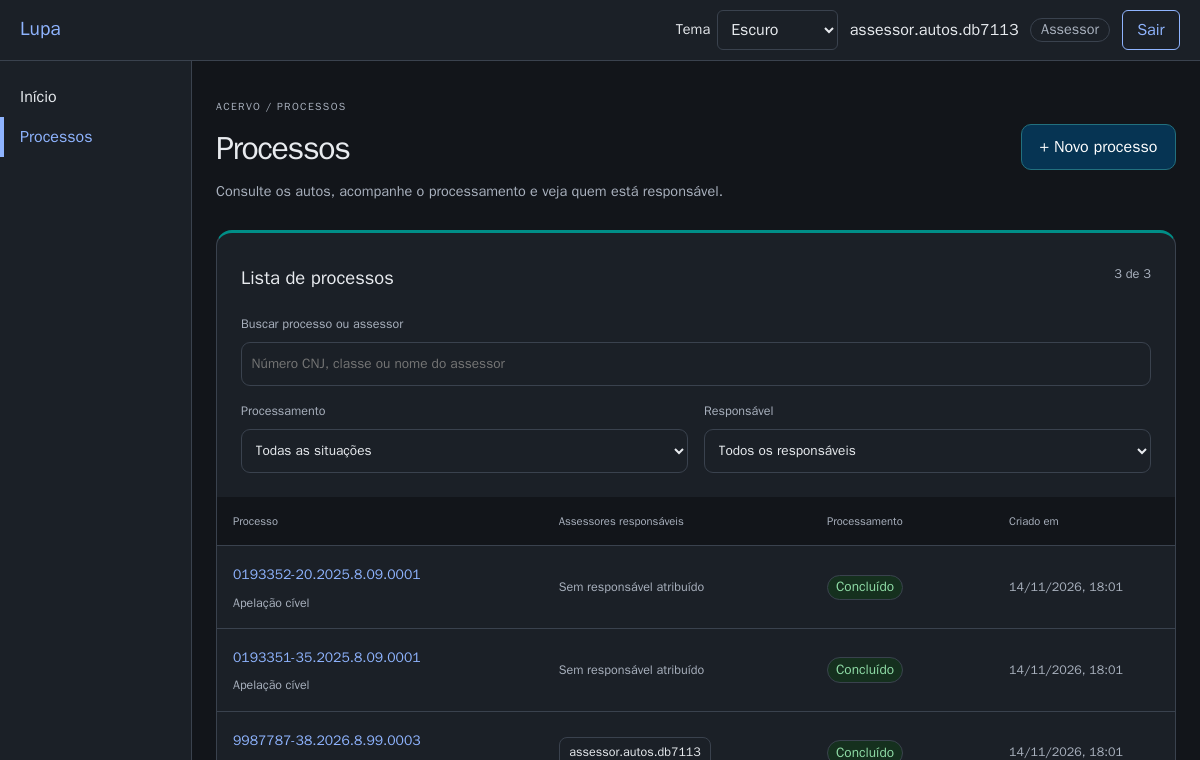 Lupa
Tema
Escuro
assessor.autos.db7113
Assessor
Sair
Início
Processos
ACERVO / PROCESSOS
Processos
+ Novo processo
Consulte os autos, acompanhe o processamento e veja quem está responsável.
Lista de processos
3 de 3
Buscar processo ou assessor
Número CNJ, classe ou nome do assessor
Processamento
Responsável
Todas as situações
Todos os responsáveis
Processo
Assessores responsáveis
Processamento
Criado em
0193352-20.2025.8.09.0001
Apelação cível
Sem responsável atribuído
Concluído
14/11/2026, 18:01
0193351-35.2025.8.09.0001
Apelação cível
Sem responsável atribuído
Concluído
14/11/2026, 18:01
9987787-38.2026.8.99.0003
assessor.autos.db7113
Concluído
14/11/2026, 18:01